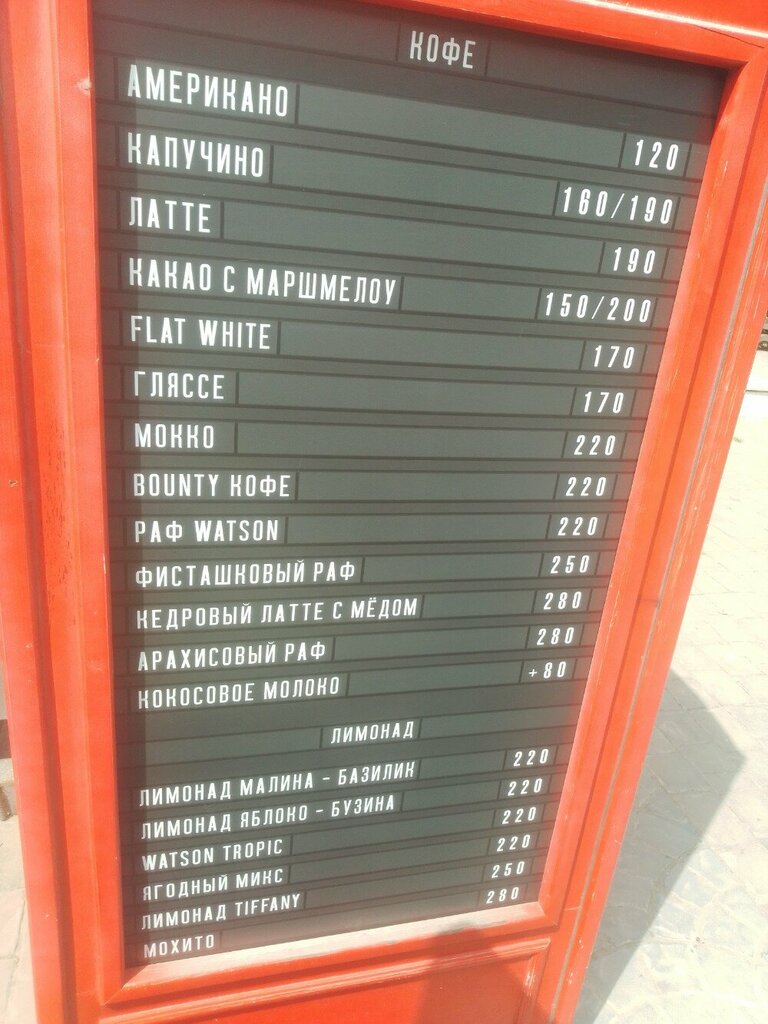 КОФЕ
АМЕРИКАНО 120
КАПУЧИНО 160/190
ЛАТТЕ 190
КАКАО С МАРШМЕЛОУ 150/200
FLAT WHITE 170
ГЛЯССЕ 170
МОККО 220
BOUNTY КОФЕ 220
РАФ WATSON 220
ФИСТАШКОВЫЙ РАФ 250
КЕДРОВЫЙ ЛАТТЕ С МЁДОМ 280
АРАХИСОВЫЙ РАФ 280
КОКОСОВОЕ МОЛОКО +80
ЛИМОНАД
ЛИМОНАД МАЛИНА - БАЗИЛИК 220
ЛИМОНАД ЯБЛОКО - БУЗИНА 220
WATSON TROPIC 220
ЯГОДНЫЙ МИКС 220
ЛИМОНАД TIFFANY 250
МОХИТО 280